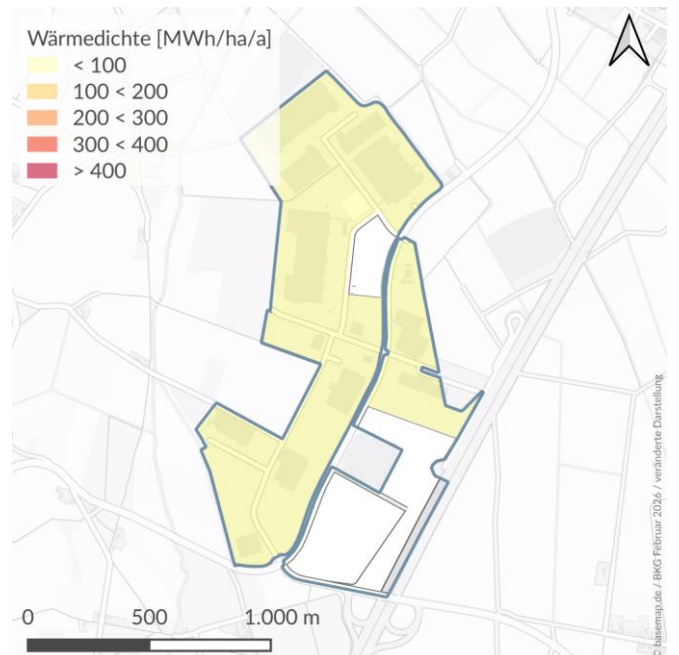 Wärmedichte [MWh/ha/a]
< 100
100 < 200
200 < 300
300 < 400
> 400
© basemap.de / BKG Februar 2026 / veränderte Darstellung
0 500 1.000 m